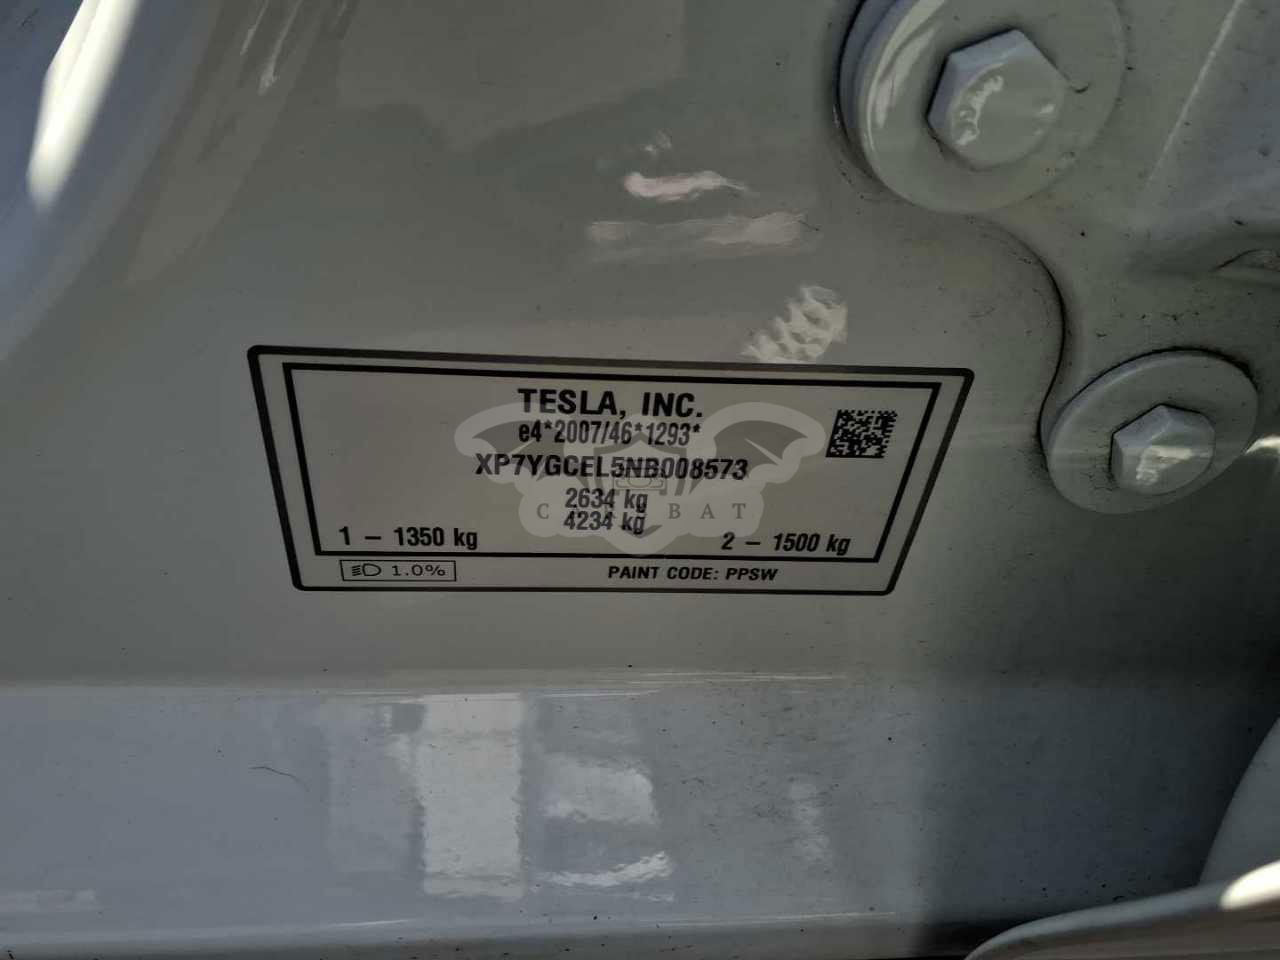 TESLA, INC.
e4*2007/46*1293*
XP7YGCEL5NB008573
2634 kg
4234 kg
1 – 1350 kg
2 – 1500 kg
1.0%
PAINT CODE: PPSW